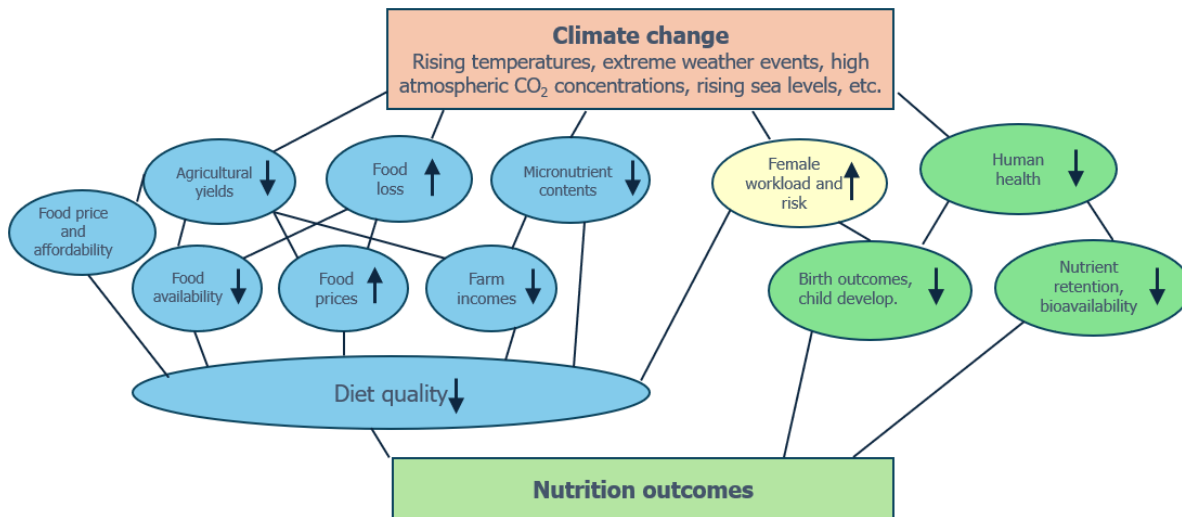 Climate change
Rising temperatures, extreme weather events, high
atmospheric CO₂ concentrations, rising sea levels, etc.
Agricultural
yields
Food
loss
Micronutrient
contents
Female
workload and
risk
Human
health
Food price
and
affordability
Food
availability
Food
prices
Farm
incomes
Birth outcomes,
child develop.
Nutrient
retention,
bioavailability
Diet quality
Nutrition outcomes